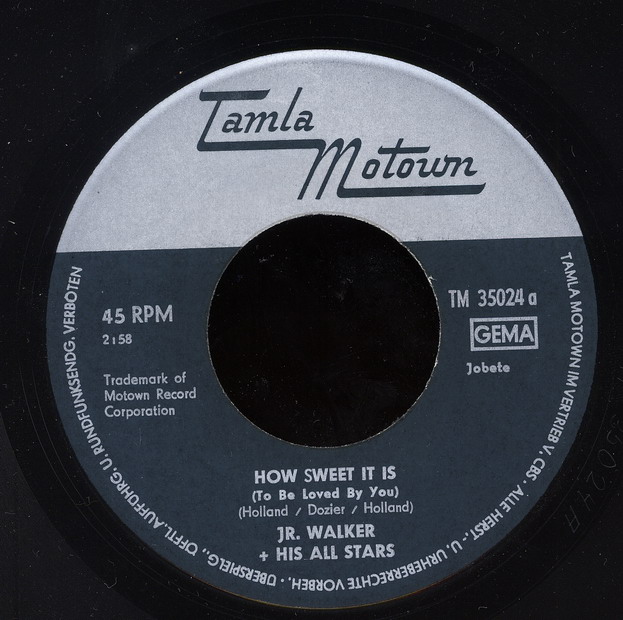 Tamla
Motown
45 RPM
2:58
TM 35024 a
GEMA
Jobete
Trademark of
Motown Record
Corporation
HOW SWEET IT IS
(To Be Loved By You)
(Holland / Dozier / Holland)
JR. WALKER
+ HIS ALL STARS
TAMLA MOTOWN IM VERTRIEB V. CBS · ALLE HERST.- U. URHEBERRECHTE VORBEH. · ÜBERSPIELG., ÖFFTL. AUFFÜHRG. U. RUNDFUNKSENDG. VERBOTEN